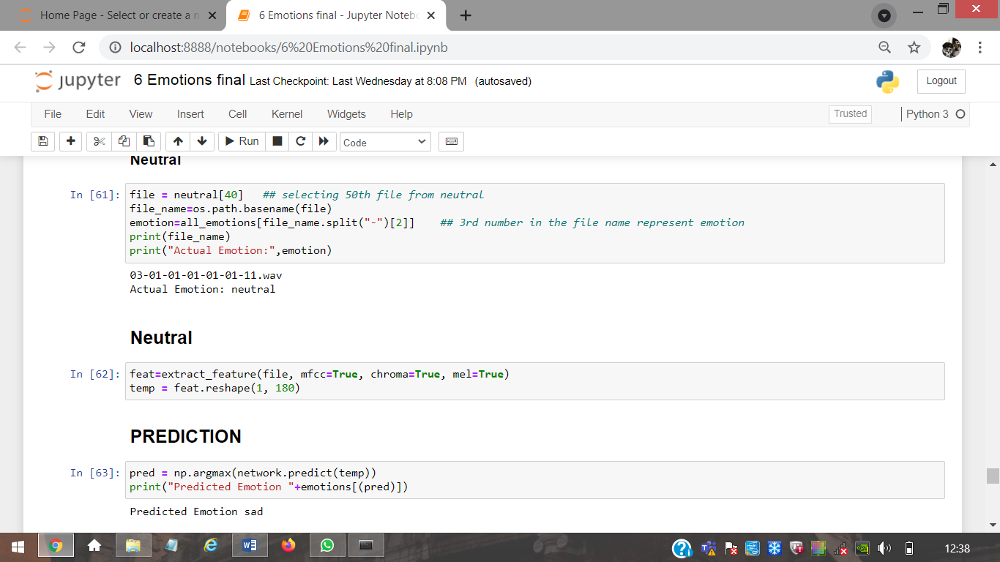 Home Page - Select or create a n
6 Emotions final - Jupyter Notebo
localhost:8888/notebooks/6%20Emotions%20final.ipynb
jupyter 6 Emotions final Last Checkpoint: Last Wednesday at 8:08 PM (autosaved)
Logout
File Edit View Insert Cell Kernel Widgets Help
Trusted
Python 3
Run
Code
Neutral
In [61]: file = neutral[40]   ## selecting 50th file from neutral
file_name=os.path.basename(file)
emotion=all_emotions[file_name.split("-")[2]]    ## 3rd number in the file name represent emotion
print(file_name)
print("Actual Emotion:",emotion)
03-01-01-01-01-01-11.wav
Actual Emotion: neutral
Neutral
In [62]: feat=extract_feature(file, mfcc=True, chroma=True, mel=True)
temp = feat.reshape(1, 180)
PREDICTION
In [63]: pred = np.argmax(network.predict(temp))
print("Predicted Emotion "+emotions[(pred)])
Predicted Emotion sad
12:38